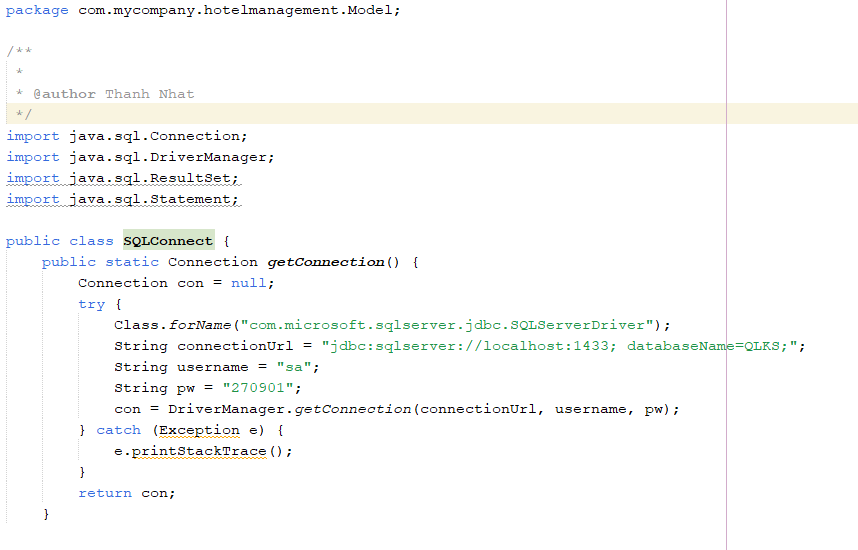 package com.mycompany.hotelmanagement.Model;
/**
*
* @author Thanh Nhat
*/
import java.sql.Connection;
import java.sql.DriverManager;
import java.sql.ResultSet;
import java.sql.Statement;
public class SQLConnect {
public static Connection getConnection() {
Connection con = null;
try {
Class.forName("com.microsoft.sqlserver.jdbc.SQLServerDriver");
String connectionUrl = "jdbc:sqlserver://localhost:1433; databaseName=QLKS;";
String username = "sa";
String pw = "270901";
con = DriverManager.getConnection(connectionUrl, username, pw);
} catch (Exception e) {
e.printStackTrace();
}
return con;
}